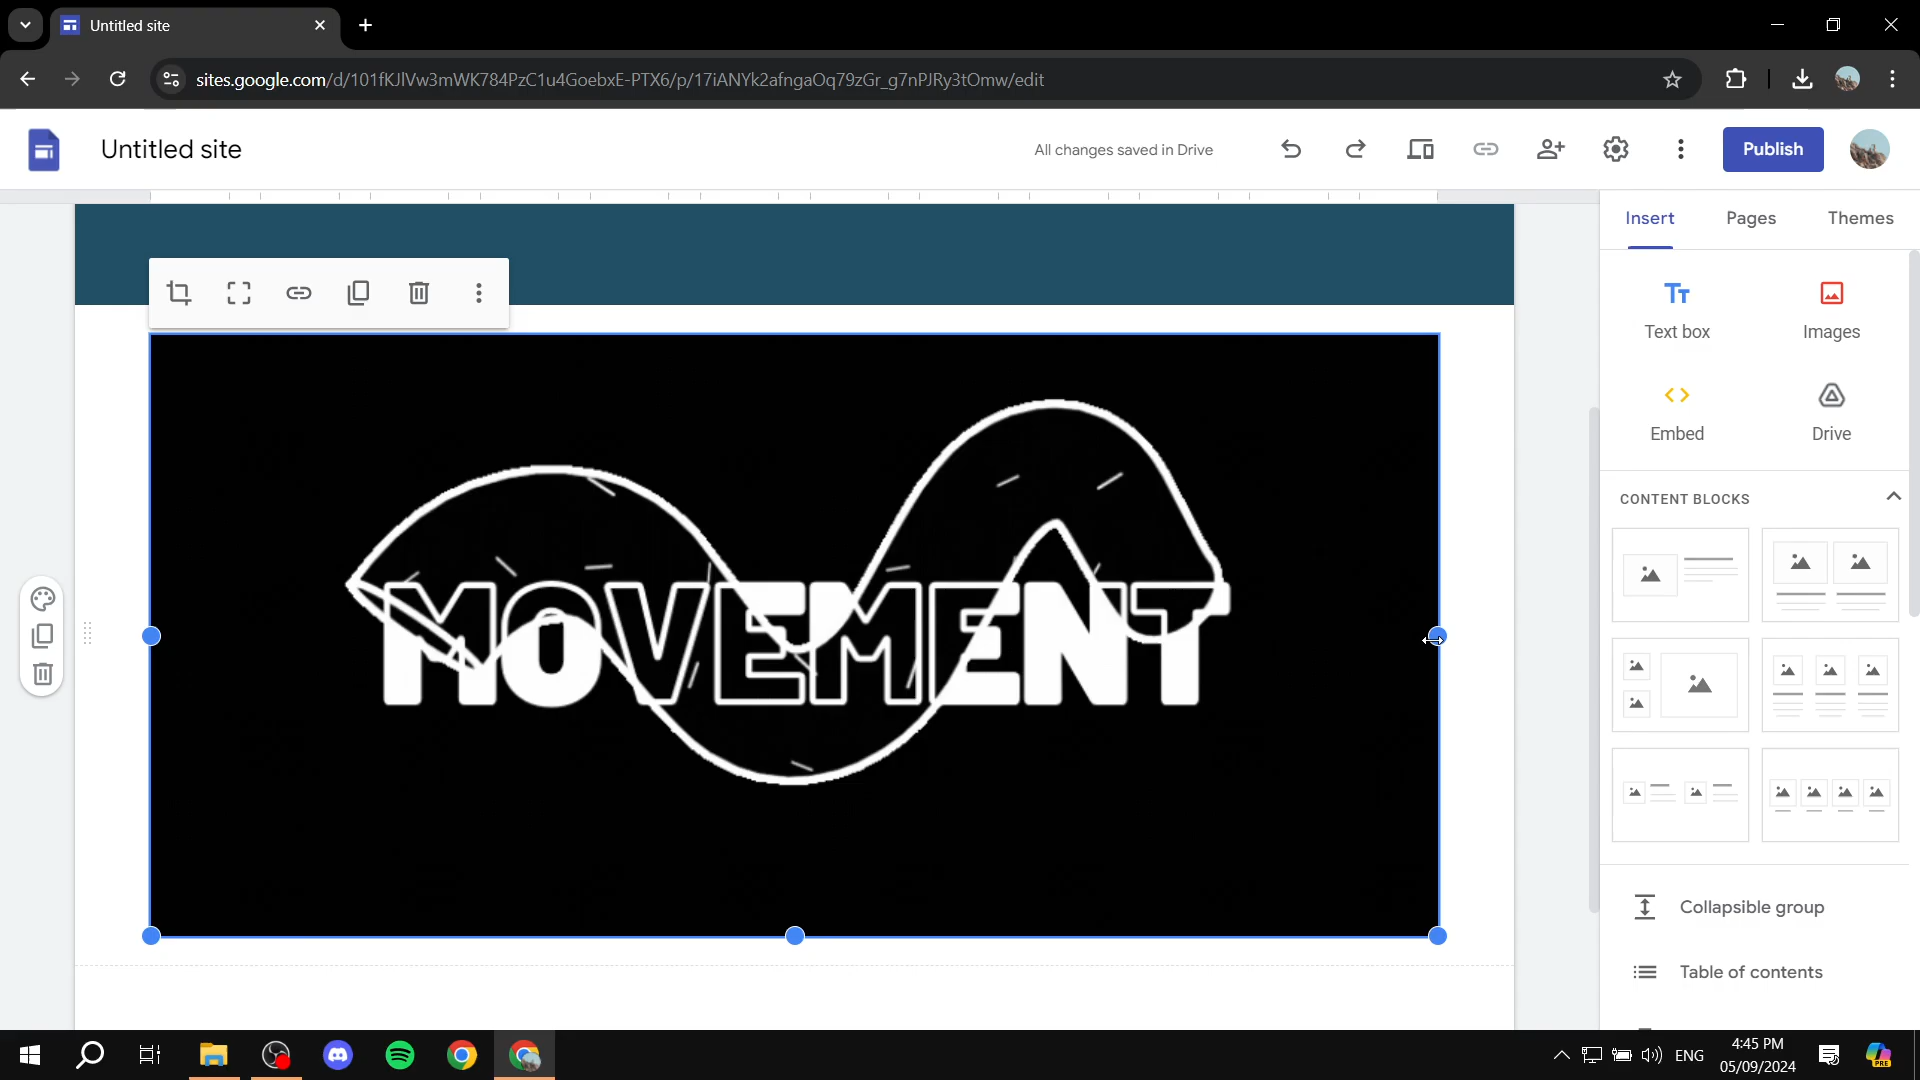 Untitled site
sites.google.com/d/101fKJlVw3mWK784PzC1u4GoebxE-PTX6/p/17iANYk2afngaOq79zGr_g7nPJRy3tOmw/edit
Untitled site
All changes saved in Drive
Publish
Insert
Pages
Themes
Text box
Images
Embed
Drive
CONTENT BLOCKS
MOVEMENT
Collapsible group
Table of contents
ENG
4:45 PM
05/09/2024
PRE